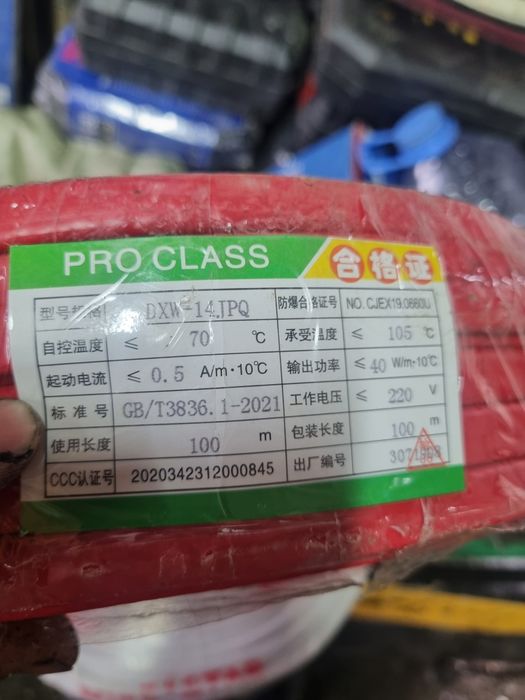 PRO CLASS 合格证
型号规格 DXW-14.JPQ 防爆合格证号 NO. CJEX19.0660U
自控温度 ≤ 70 ℃ 承受温度 ≤ 105 ℃
起动电流 ≤ 0.5 A/m·10℃ 输出功率 ≤ 40 W/m·10℃
标准号 GB/T3836.1-2021 工作电压 ≤ 220 V
使用长度 100 m 包装长度 100 m
CCC认证号 2020342312000845 出厂编号